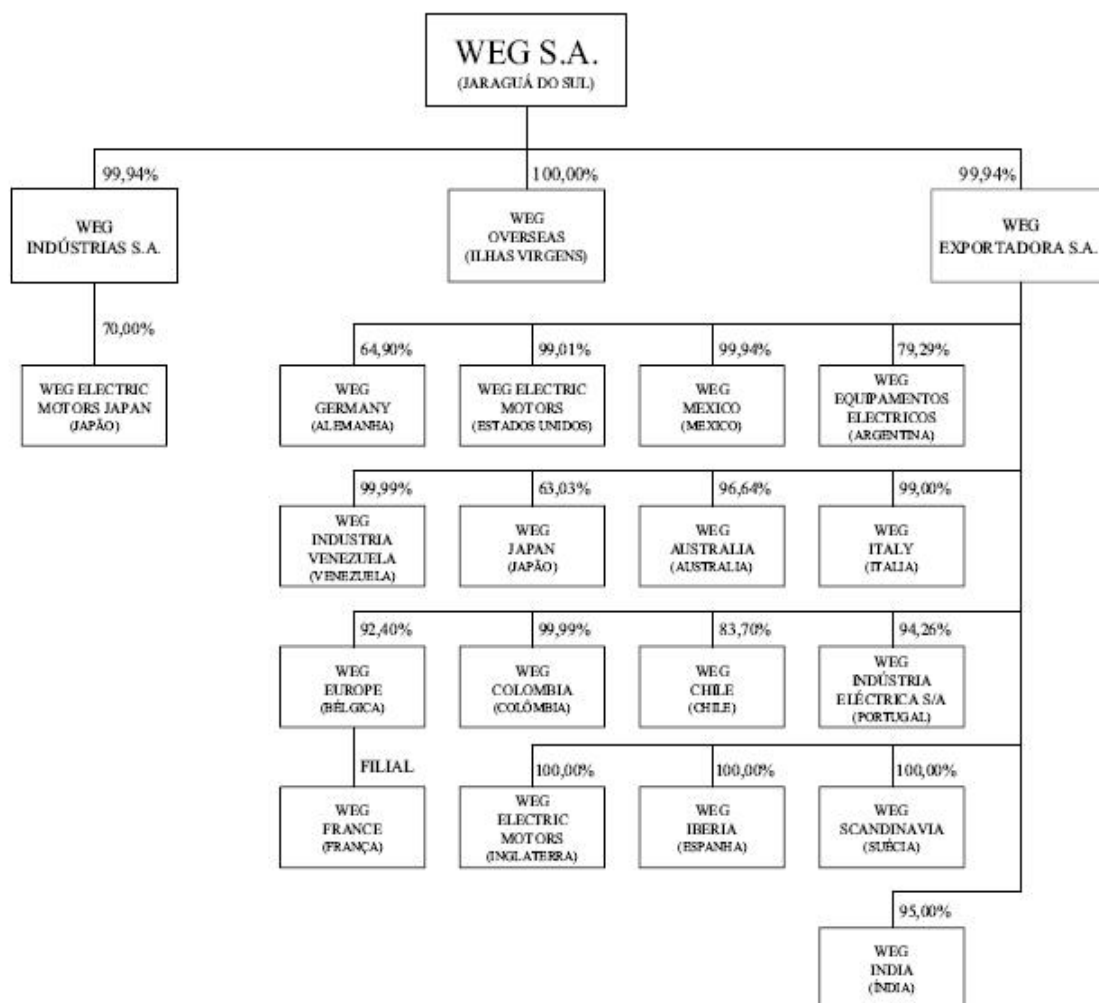 WEG S.A.
(JARAGUÁ DO SUL)
99,94%
100,00%
99,94%
WEG
INDÚSTRIAS S.A.
WEG
OVERSEAS
(ILHAS VIRGENS)
WEG
EXPORTADORA S.A.
70,00%
WEG ELECTRIC
MOTORS JAPAN
(JAPÃO)
64,90%
99,01%
99,94%
79,29%
WEG
GERMANY
(ALEMANHA)
WEG ELECTRIC
MOTORS
(ESTADOS UNIDOS)
WEG
MEXICO
(MEXICO)
WEG
EQUIPAMENTOS
ELECTRICOS
(ARGENTINA)
99,99%
63,03%
96,64%
99,00%
WEG
INDUSTRIA
VENEZUELA
(VENEZUELA)
WEG
JAPAN
(JAPÃO)
WEG
AUSTRALIA
(AUSTRALIA)
WEG
ITALY
(ITALIA)
92,40%
99,99%
83,70%
94,26%
WEG
EUROPE
(BÉLGICA)
WEG
COLOMBIA
(COLÔMBIA)
WEG
CHILE
(CHILE)
WEG
INDÚSTRIA
ELÉCTRICA S/A
(PORTUGAL)
FILIAL
100,00%
100,00%
100,00%
WEG
FRANCE
(FRANÇA)
WEG
ELECTRIC
MOTORS
(INGLATERRA)
WEG
IBERIA
(ESPANHA)
WEG
SCANDINAVIA
(SUÉCIA)
95,00%
WEG
INDIA
(ÍNDIA)